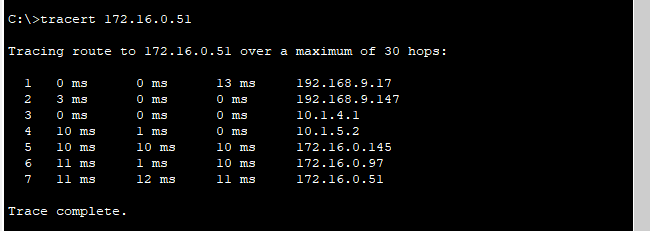 C:\>tracert 172.16.0.51
Tracing route to 172.16.0.51 over a maximum of 30 hops:
1 0 ms 0 ms 13 ms 192.168.9.17
2 3 ms 0 ms 0 ms 192.168.9.147
3 0 ms 0 ms 0 ms 10.1.4.1
4 10 ms 1 ms 0 ms 10.1.5.2
5 10 ms 10 ms 10 ms 172.16.0.145
6 11 ms 1 ms 10 ms 172.16.0.97
7 11 ms 12 ms 11 ms 172.16.0.51
Trace complete.